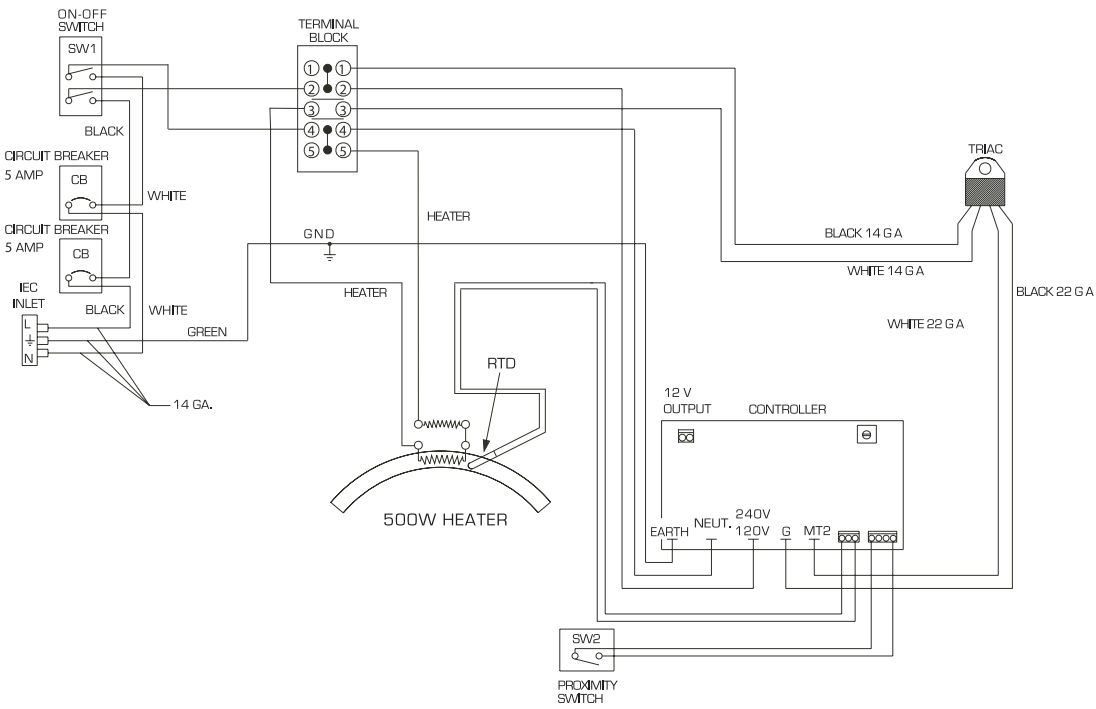 ON-OFF
SWITCH
SW1
BLACK
CIRCUIT BREAKER
5 AMP
CB
WHITE
CIRCUIT BREAKER
5 AMP
CB
IEC
INLET
BLACK
WHITE
L
N
GREEN
14 GA.
TERMINAL
BLOCK
1 1
2 2
3 3
4 4
5 5
HEATER
GND
HEATER
RTD
500W HEATER
TRIAC
BLACK 14 GA
WHITE 14 GA
BLACK 22 GA
WHITE 22 GA
12 V
OUTPUT
CONTROLLER
EARTH
NEUT.
240V
120V
G
MT2
SW2
PROXIMITY
SWITCH